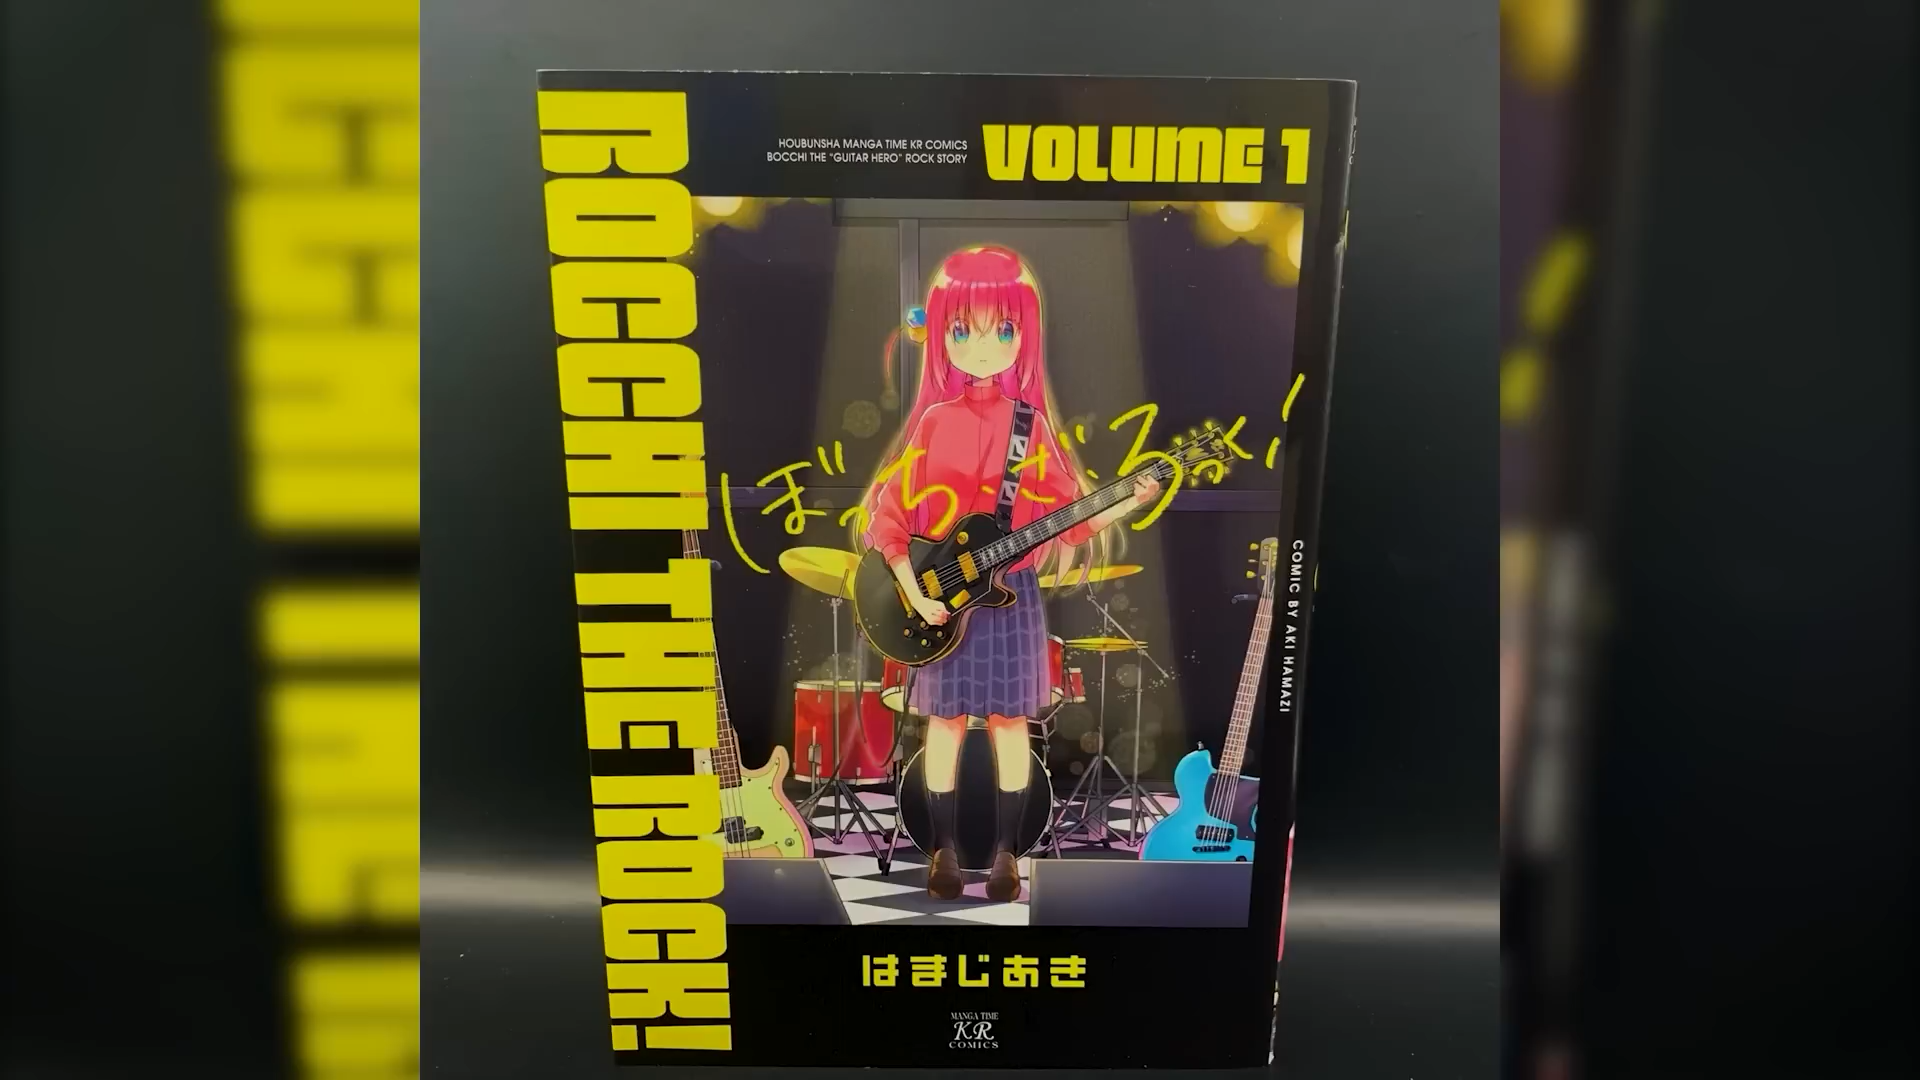 BOCCHI THE ROCK!
HOUBUNSHA MANGA TIME KR COMICS
BOCCHI THE "GUITAR HERO" ROCK STORY
VOLUME 1
ぼっち・ざ・ろっく!
COMIC BY AKI HAMAZI
はまじあき
MANGA TIME
KR
COMICS